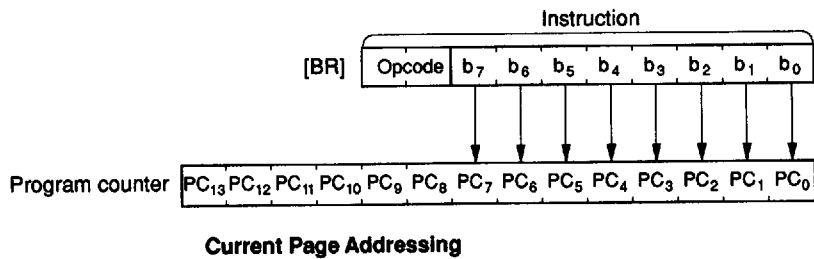 Instruction
[BR] Opcode b₇ b₆ b₅ b₄ b₃ b₂ b₁ b₀
Program counter PC₁₃ PC₁₂ PC₁₁ PC₁₀ PC₉ PC₈ PC₇ PC₆ PC₅ PC₄ PC₃ PC₂ PC₁ PC₀
Current Page Addressing